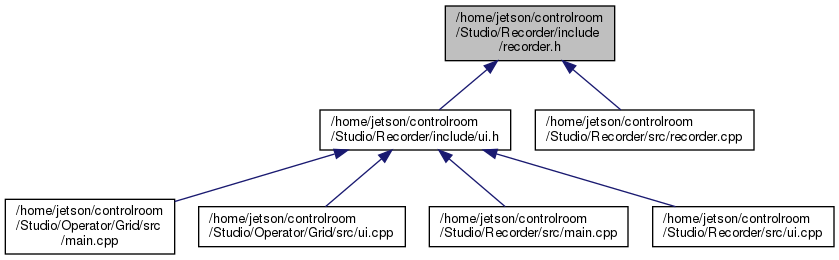 /home/jetson/controlroom
/Studio/Recorder/include
/recorder.h
/home/jetson/controlroom
/Studio/Recorder/include/ui.h
/home/jetson/controlroom
/Studio/Recorder/src/recorder.cpp
/home/jetson/controlroom
/Studio/Operator/Grid/src
/main.cpp
/home/jetson/controlroom
/Studio/Operator/Grid/src/ui.cpp
/home/jetson/controlroom
/Studio/Recorder/src/main.cpp
/home/jetson/controlroom
/Studio/Recorder/src/ui.cpp